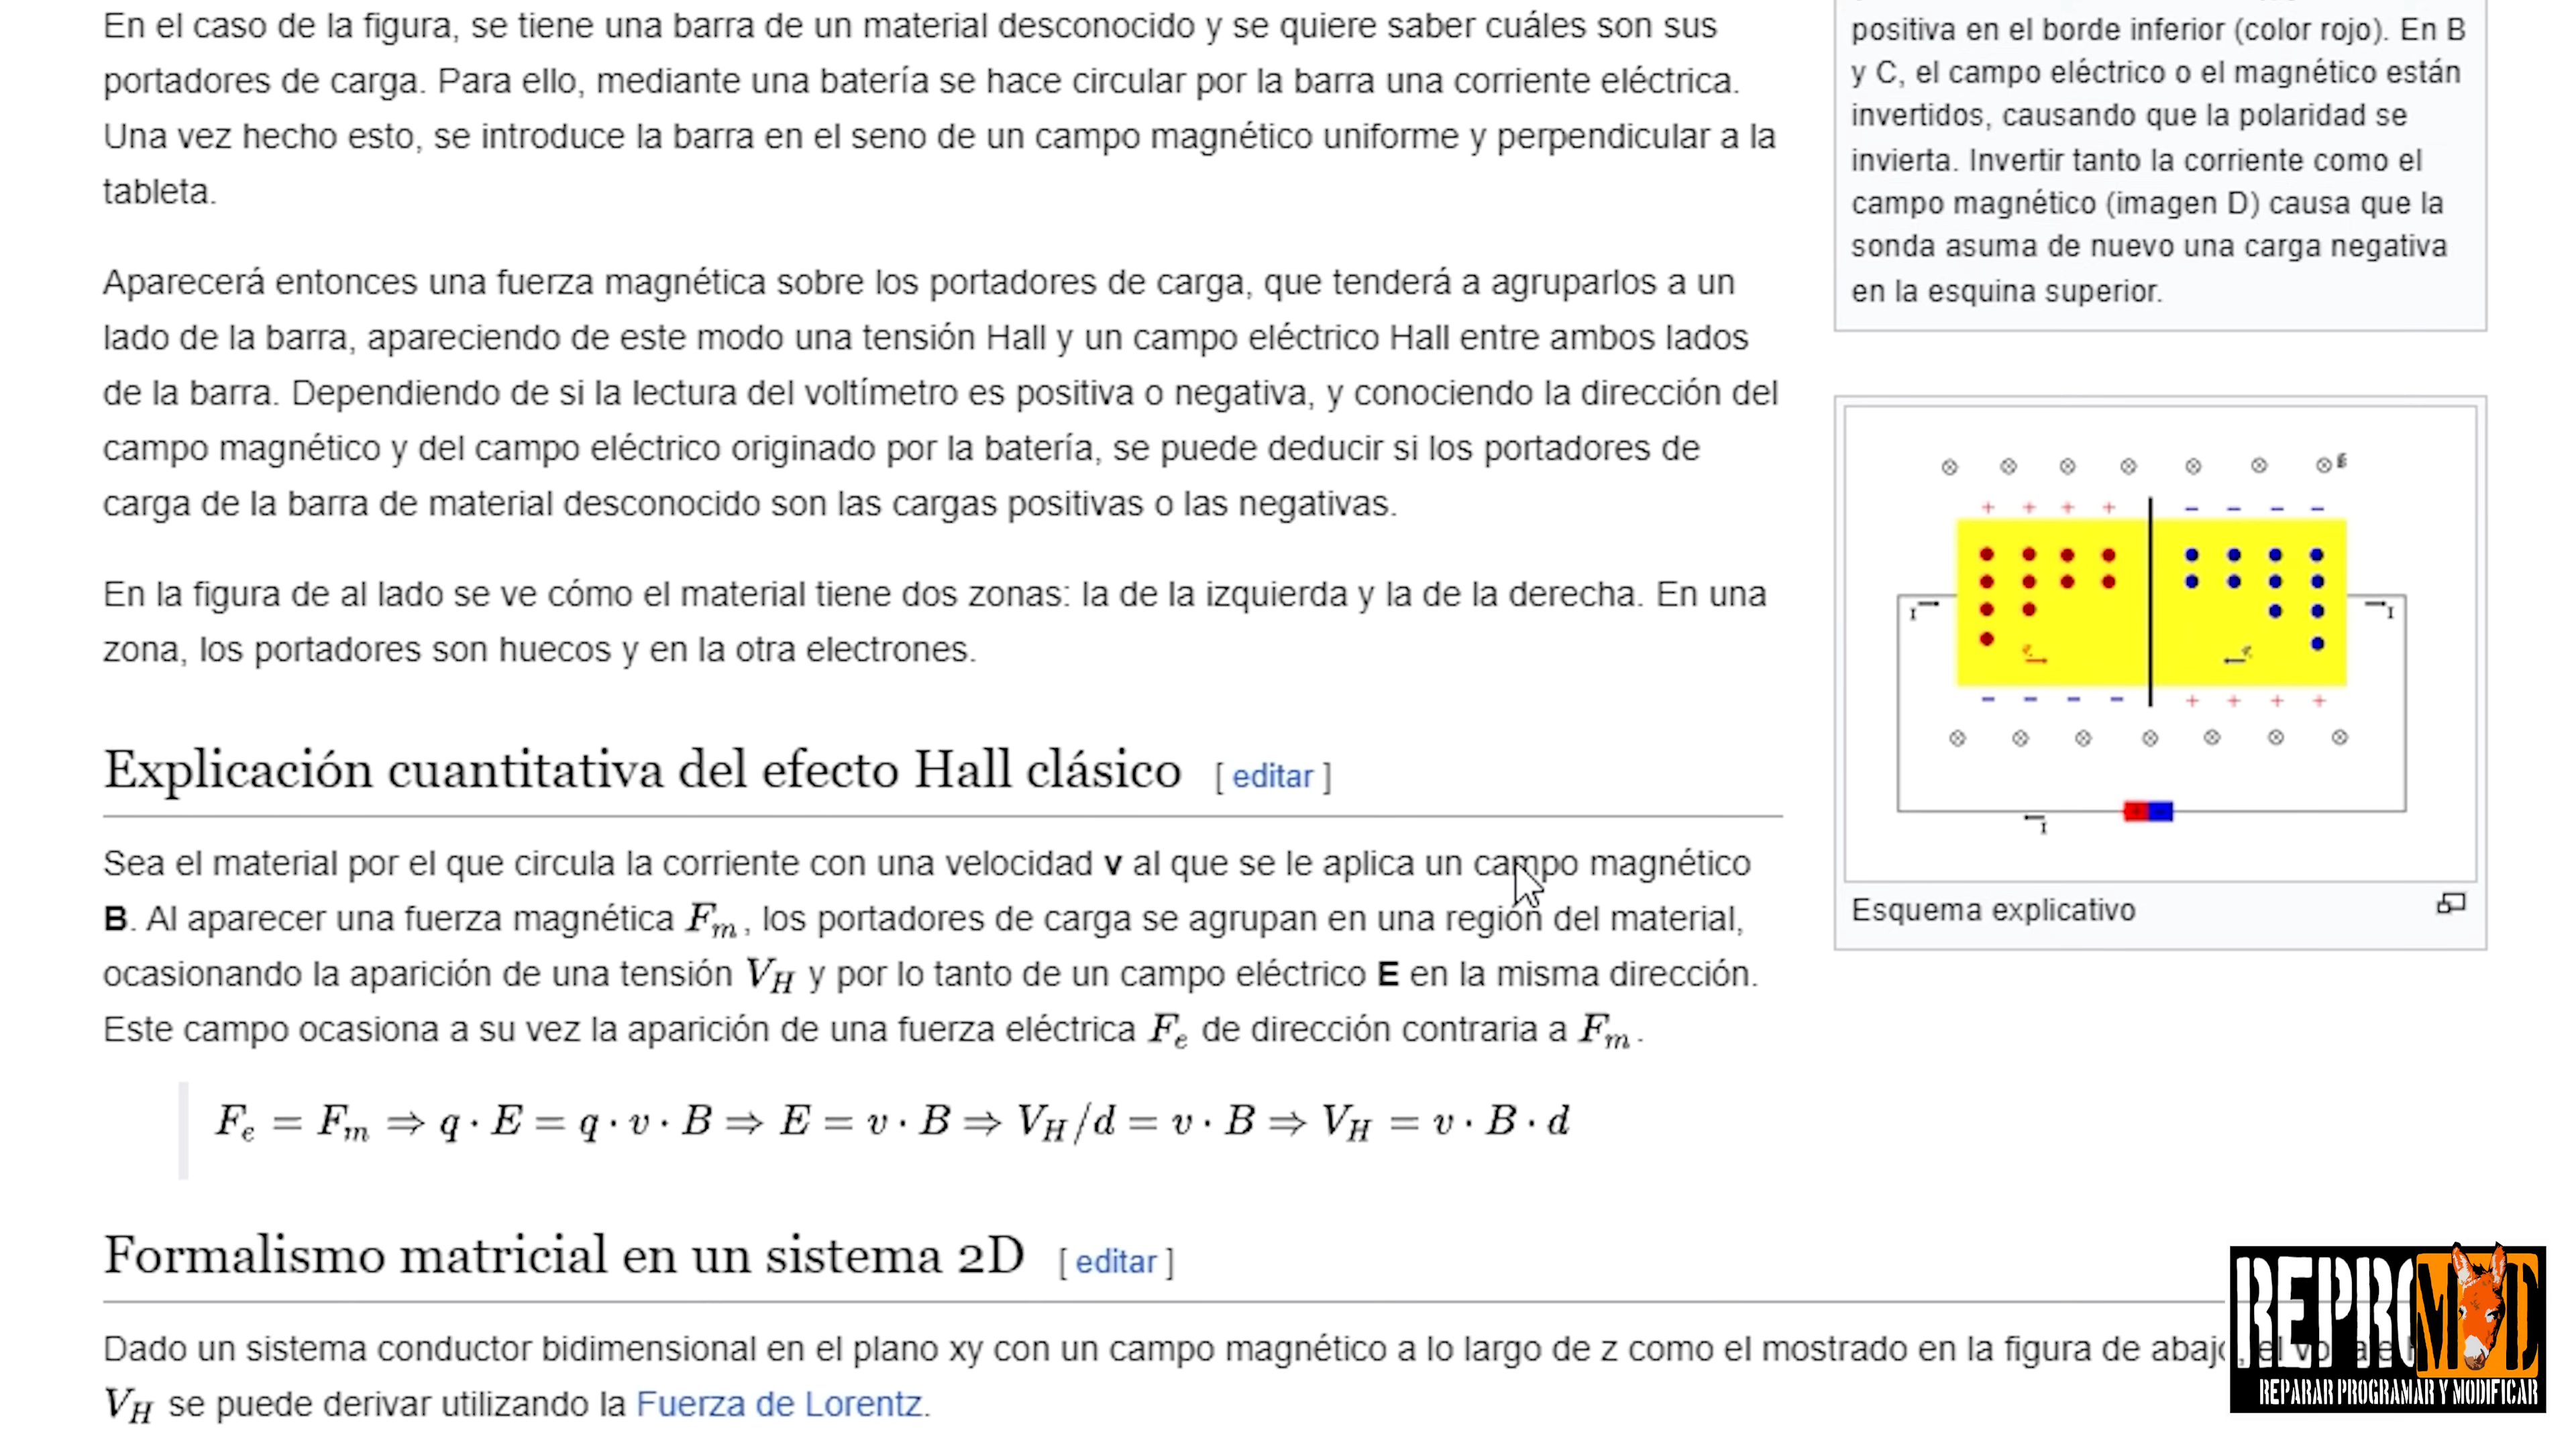 En el caso de la figura, se tiene una barra de un material desconocido y se quiere saber cuáles son sus
portadores de carga. Para ello, mediante una batería se hace circular por la barra una corriente eléctrica.
Una vez hecho esto, se introduce la barra en el seno de un campo magnético uniforme y perpendicular a la
tableta.
Aparecerá entonces una fuerza magnética sobre los portadores de carga, que tenderá a agruparlos a un
lado de la barra, apareciendo de este modo una tensión Hall y un campo eléctrico Hall entre ambos lados
de la barra. Dependiendo de si la lectura del voltímetro es positiva o negativa, y conociendo la dirección del
campo magnético y del campo eléctrico originado por la batería, se puede deducir si los portadores de
carga de la barra de material desconocido son las cargas positivas o las negativas.
En la figura de al lado se ve cómo el material tiene dos zonas: la de la izquierda y la de la derecha. En una
zona, los portadores son huecos y en la otra electrones.
Explicación cuantitativa del efecto Hall clásico [ editar ]
Sea el material por el que circula la corriente con una velocidad v al que se le aplica un campo magnético
B. Al aparecer una fuerza magnética F_m, los portadores de carga se agrupan en una región del material,
ocasionando la aparición de una tensión V_H y por lo tanto de un campo eléctrico E en la misma dirección.
Este campo ocasiona a su vez la aparición de una fuerza eléctrica F_e de dirección contraria a F_m.
F_e = F_m ⇒ q · E = q · v · B ⇒ E = v · B ⇒ V_H/d = v · B ⇒ V_H = v · B · d
Formalismo matricial en un sistema 2D [ editar ]
Dado un sistema conductor bidimensional en el plano xy con un campo magnético a lo largo de z como el mostrado en la figura de abajo, el
V_H se puede derivar utilizando la Fuerza de Lorentz.
positiva en el borde inferior (color rojo). En B
y C, el campo eléctrico o el magnético están
invertidos, causando que la polaridad se
invierta. Invertir tanto la corriente como el
campo magnético (imagen D) causa que la
sonda asuma de nuevo una carga negativa
en la esquina superior.
B
+ + + + − − − −
I I
− − − − + + + +
I
Esquema explicativo
REPROMOD
REPARAR PROGRAMAR Y MODIFICAR